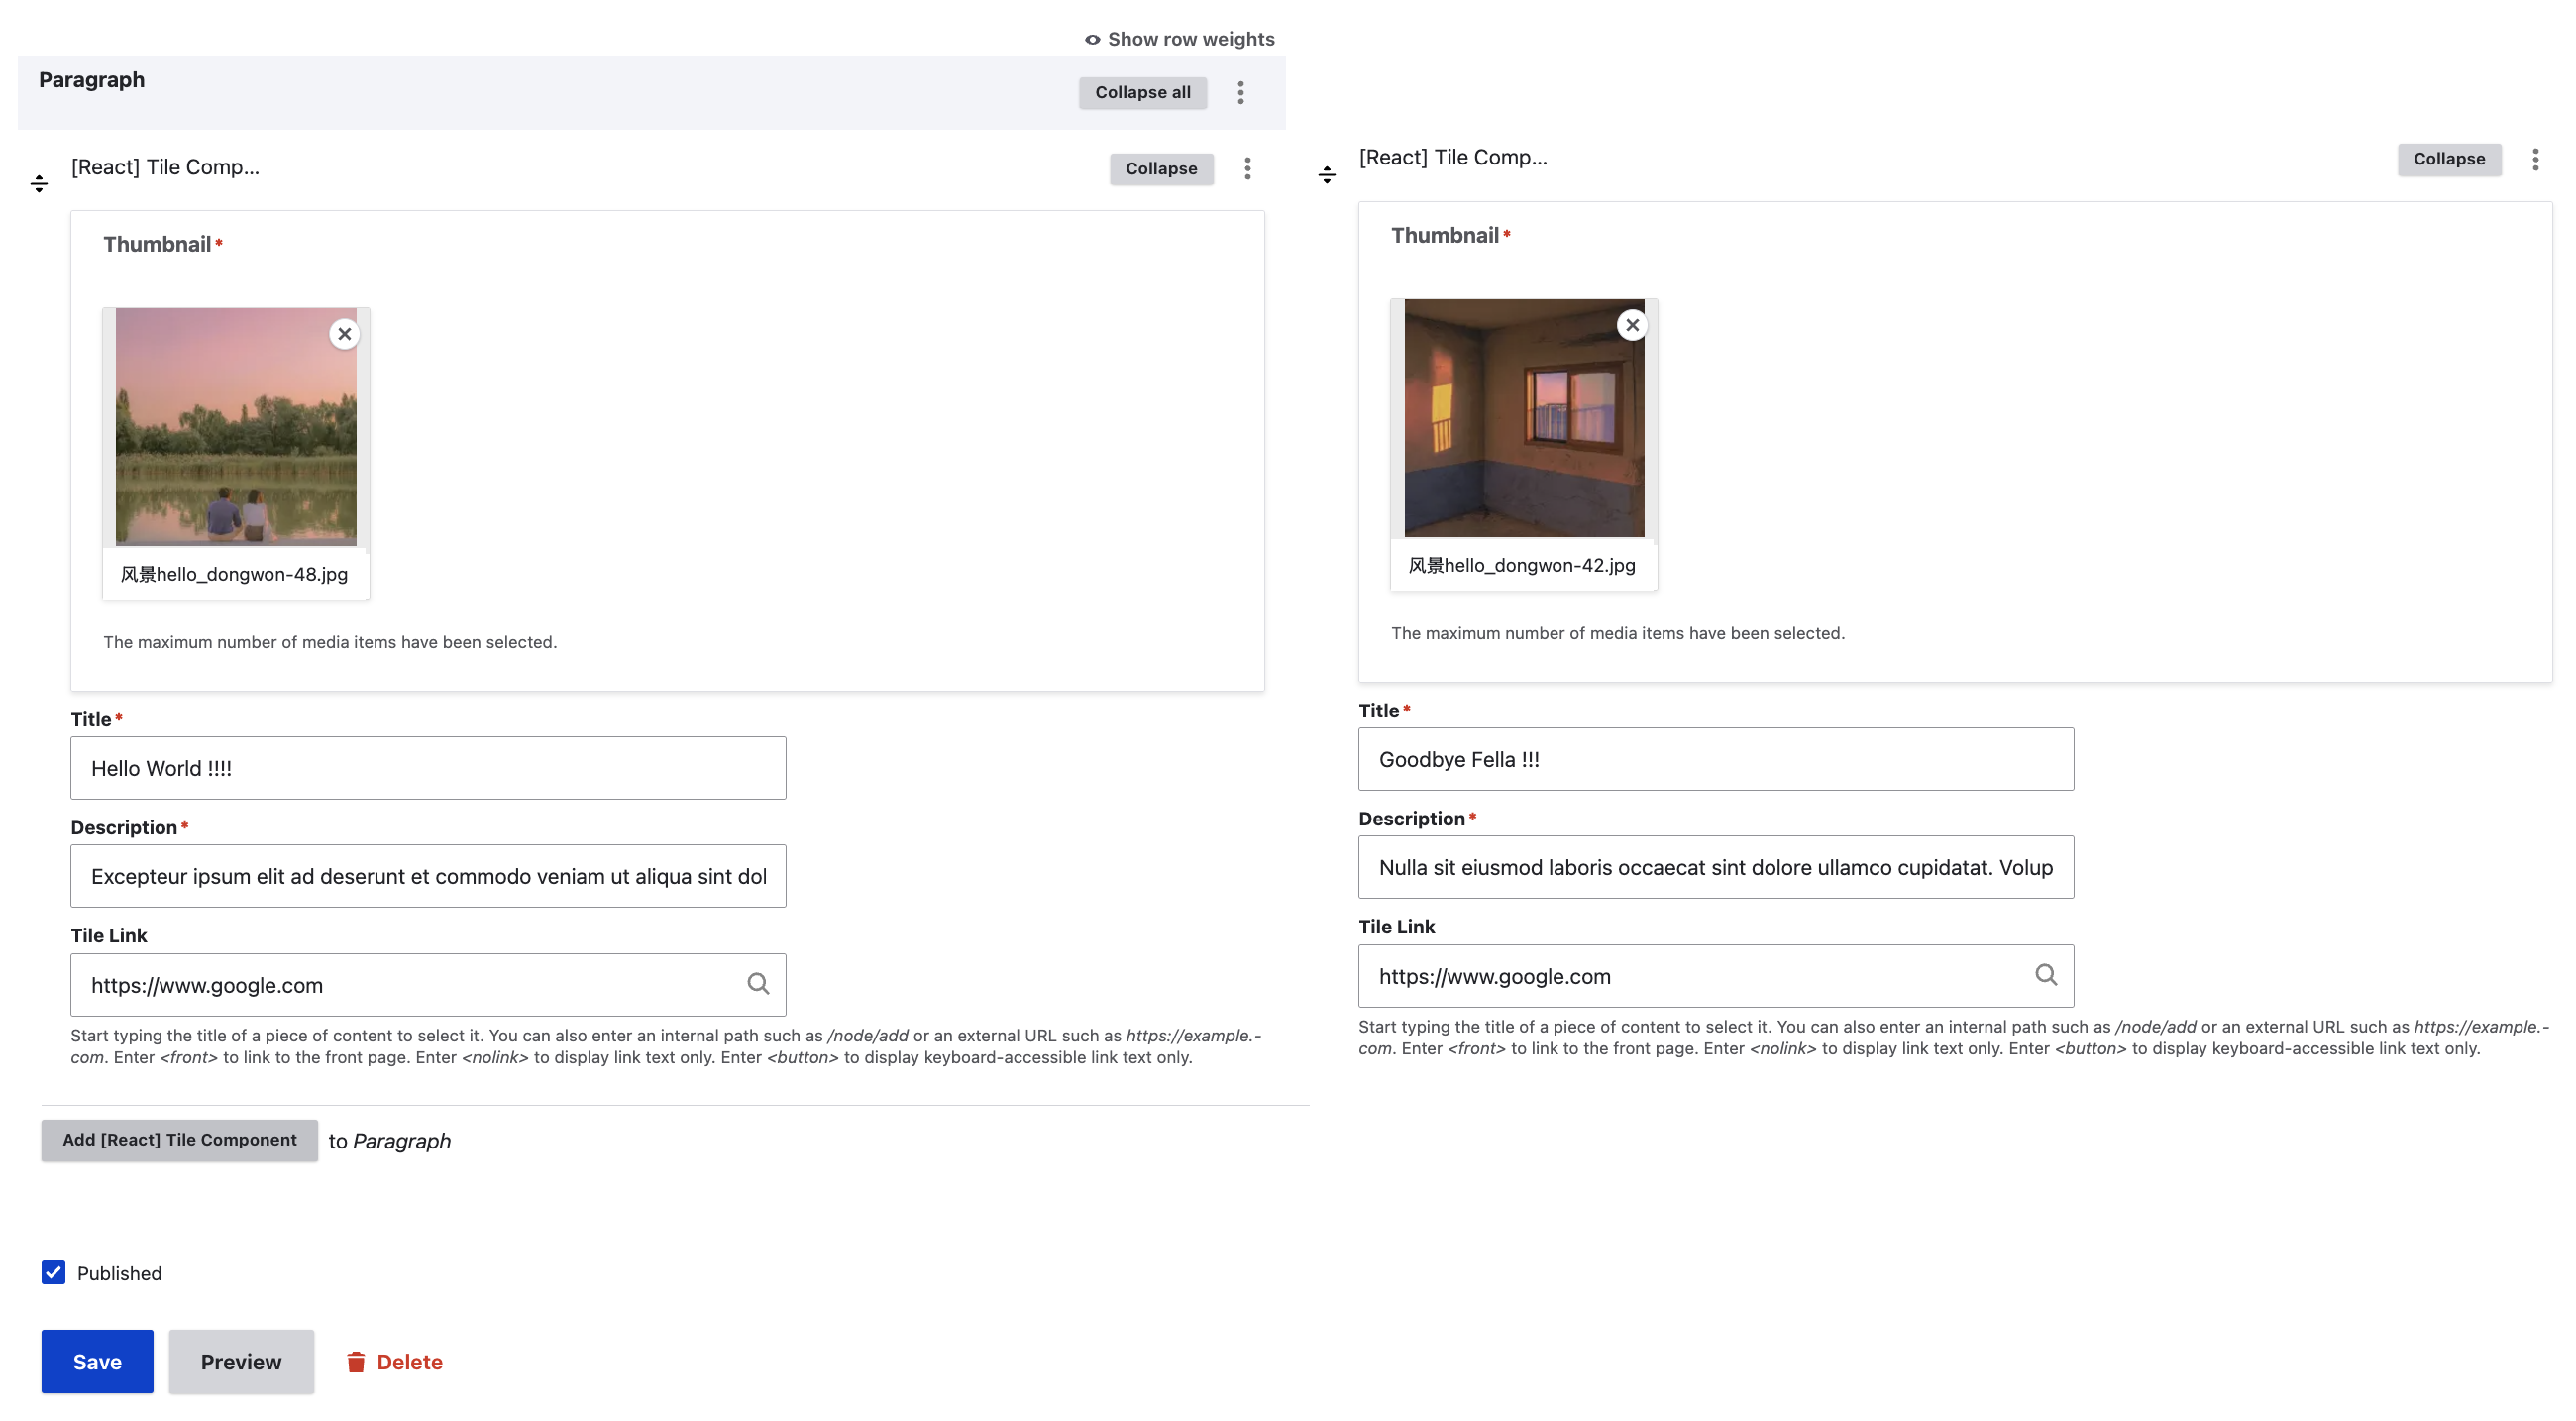 Show row weights
Paragraph
Collapse all
[React] Tile Comp...
Collapse
Thumbnail*
风景hello_dongwon-48.jpg
The maximum number of media items have been selected.
Title*
Hello World !!!!
Description*
Excepteur ipsum elit ad deserunt et commodo veniam ut aliqua sint dol
Tile Link
https://www.google.com
Start typing the title of a piece of content to select it. You can also enter an internal path such as /node/add or an external URL such as https://example.-
com. Enter <front> to link to the front page. Enter <nolink> to display link text only. Enter <button> to display keyboard-accessible link text only.
Add [React] Tile Component to Paragraph
Published
Save
Preview
Delete
[React] Tile Comp...
Collapse
Thumbnail*
风景hello_dongwon-42.jpg
The maximum number of media items have been selected.
Title*
Goodbye Fella !!!
Description*
Nulla sit eiusmod laboris occaecat sint dolore ullamco cupidatat. Volup
Tile Link
https://www.google.com
Start typing the title of a piece of content to select it. You can also enter an internal path such as /node/add or an external URL such as https://example.-
com. Enter <front> to link to the front page. Enter <nolink> to display link text only. Enter <button> to display keyboard-accessible link text only.